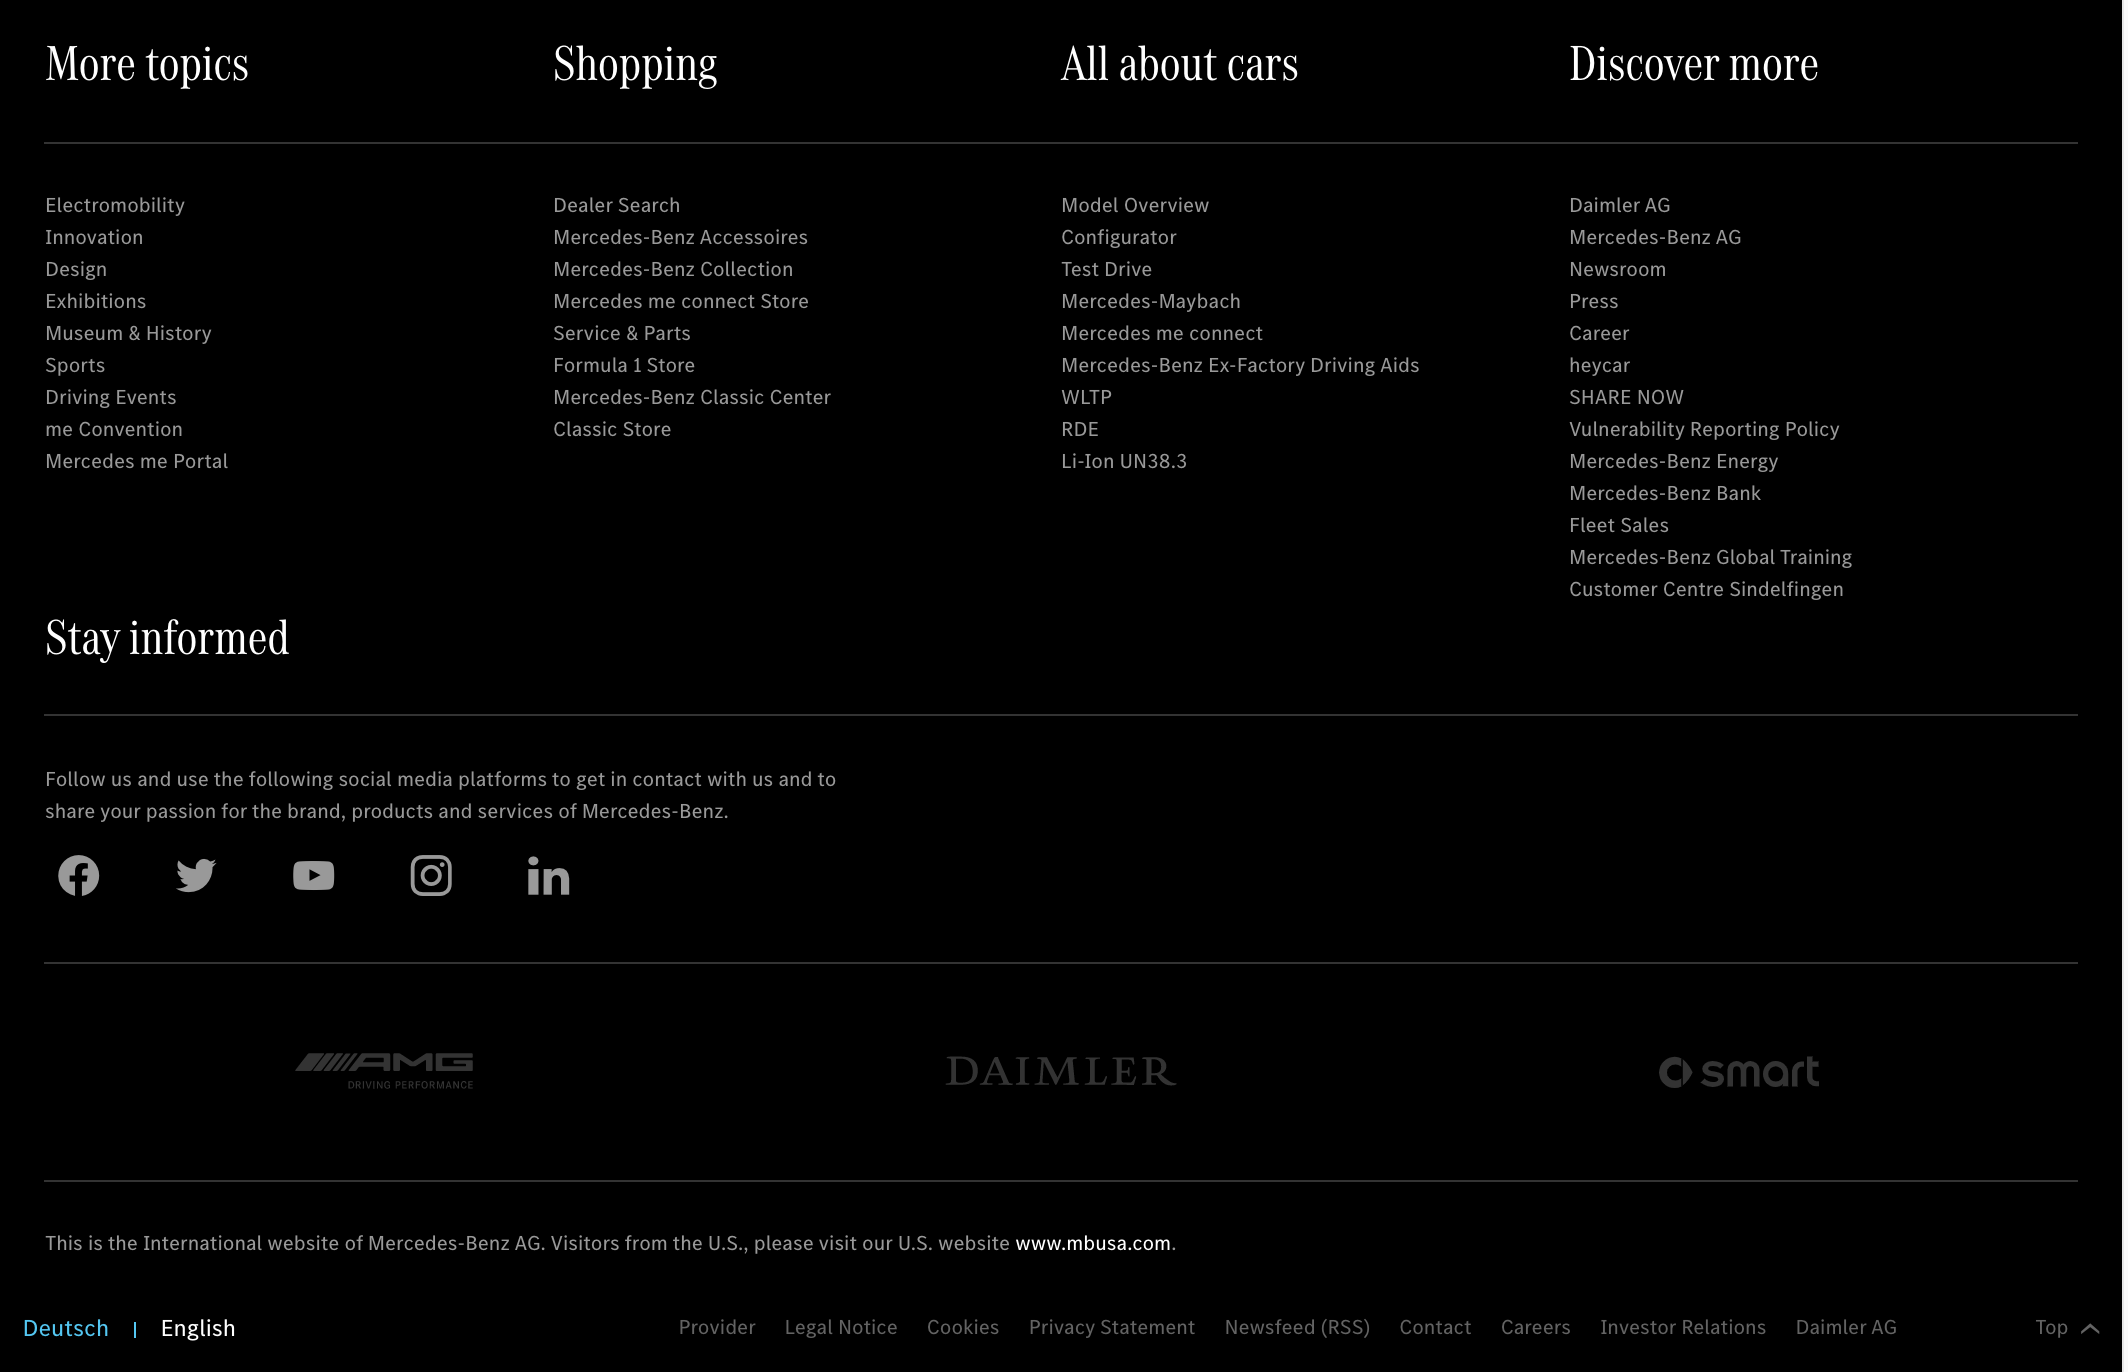 More topics
Electromobility
Innovation
Design
Exhibitions
Museum & History
Sports
Driving Events
me Convention
Mercedes me Portal
Shopping
Dealer Search
Mercedes-Benz Accessoires
Mercedes-Benz Collection
Mercedes me connect Store
Service & Parts
Formula 1 Store
Mercedes-Benz Classic Center
Classic Store
All about cars
Model Overview
Configurator
Test Drive
Mercedes-Maybach
Mercedes me connect
Mercedes-Benz Ex-Factory Driving Aids
WLTP
RDE
Li-Ion UN38.3
Discover more
Daimler AG
Mercedes-Benz AG
Newsroom
Press
Career
heycar
SHARE NOW
Vulnerability Reporting Policy
Mercedes-Benz Energy
Mercedes-Benz Bank
Fleet Sales
Mercedes-Benz Global Training
Customer Centre Sindelfingen
Stay informed
Follow us and use the following social media platforms to get in contact with us and to
share your passion for the brand, products and services of Mercedes-Benz.
in
AMG
DRIVING PERFORMANCE
DAIMLER
smart
This is the International website of Mercedes-Benz AG. Visitors from the U.S., please visit our U.S. website www.mbusa.com.
Deutsch | English
Provider Legal Notice Cookies Privacy Statement Newsfeed (RSS) Contact Careers Investor Relations Daimler AG Top